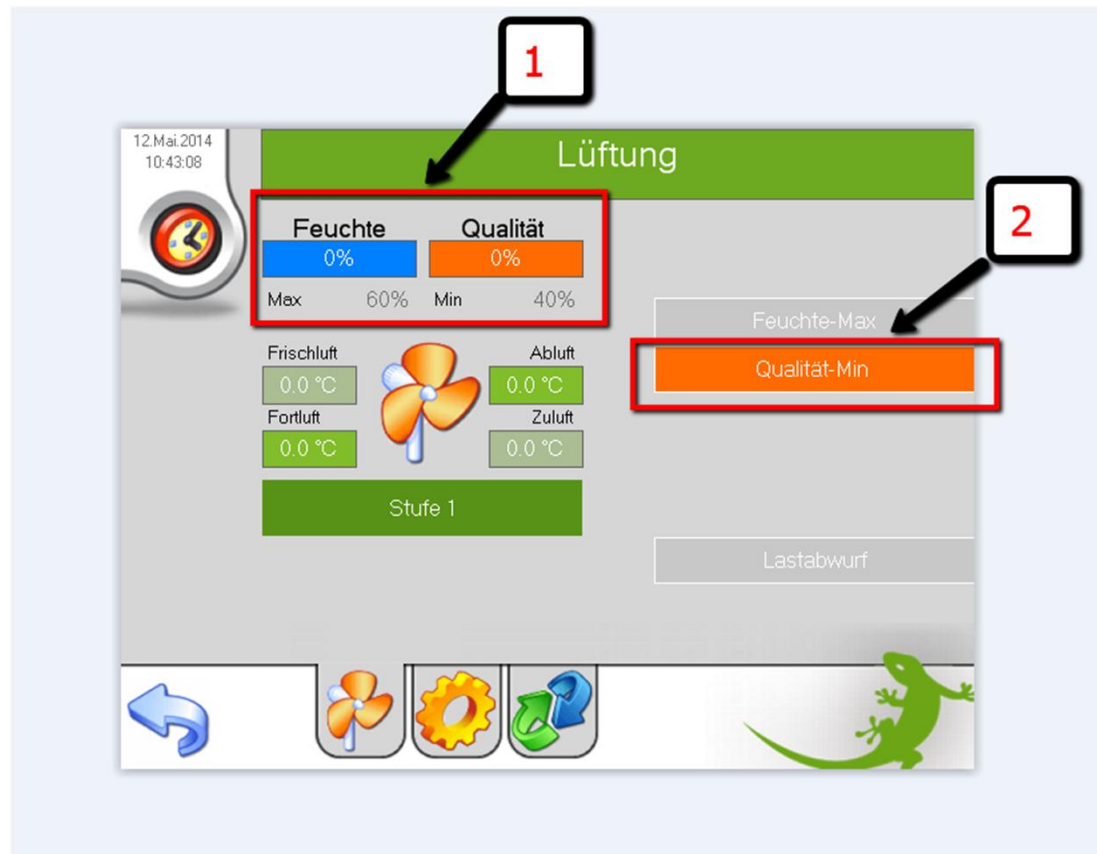 1
12.Mai.2014
10:43:08
Lüftung
2
Feuchte Qualität
0% 0%
Max 60% Min 40%
Feuchte-Max
Qualität-Min
Frischluft Abluft
0.0 °C 0.0 °C
Fortluft Zuluft
0.0 °C 0.0 °C
Stufe 1
Lastabwurf